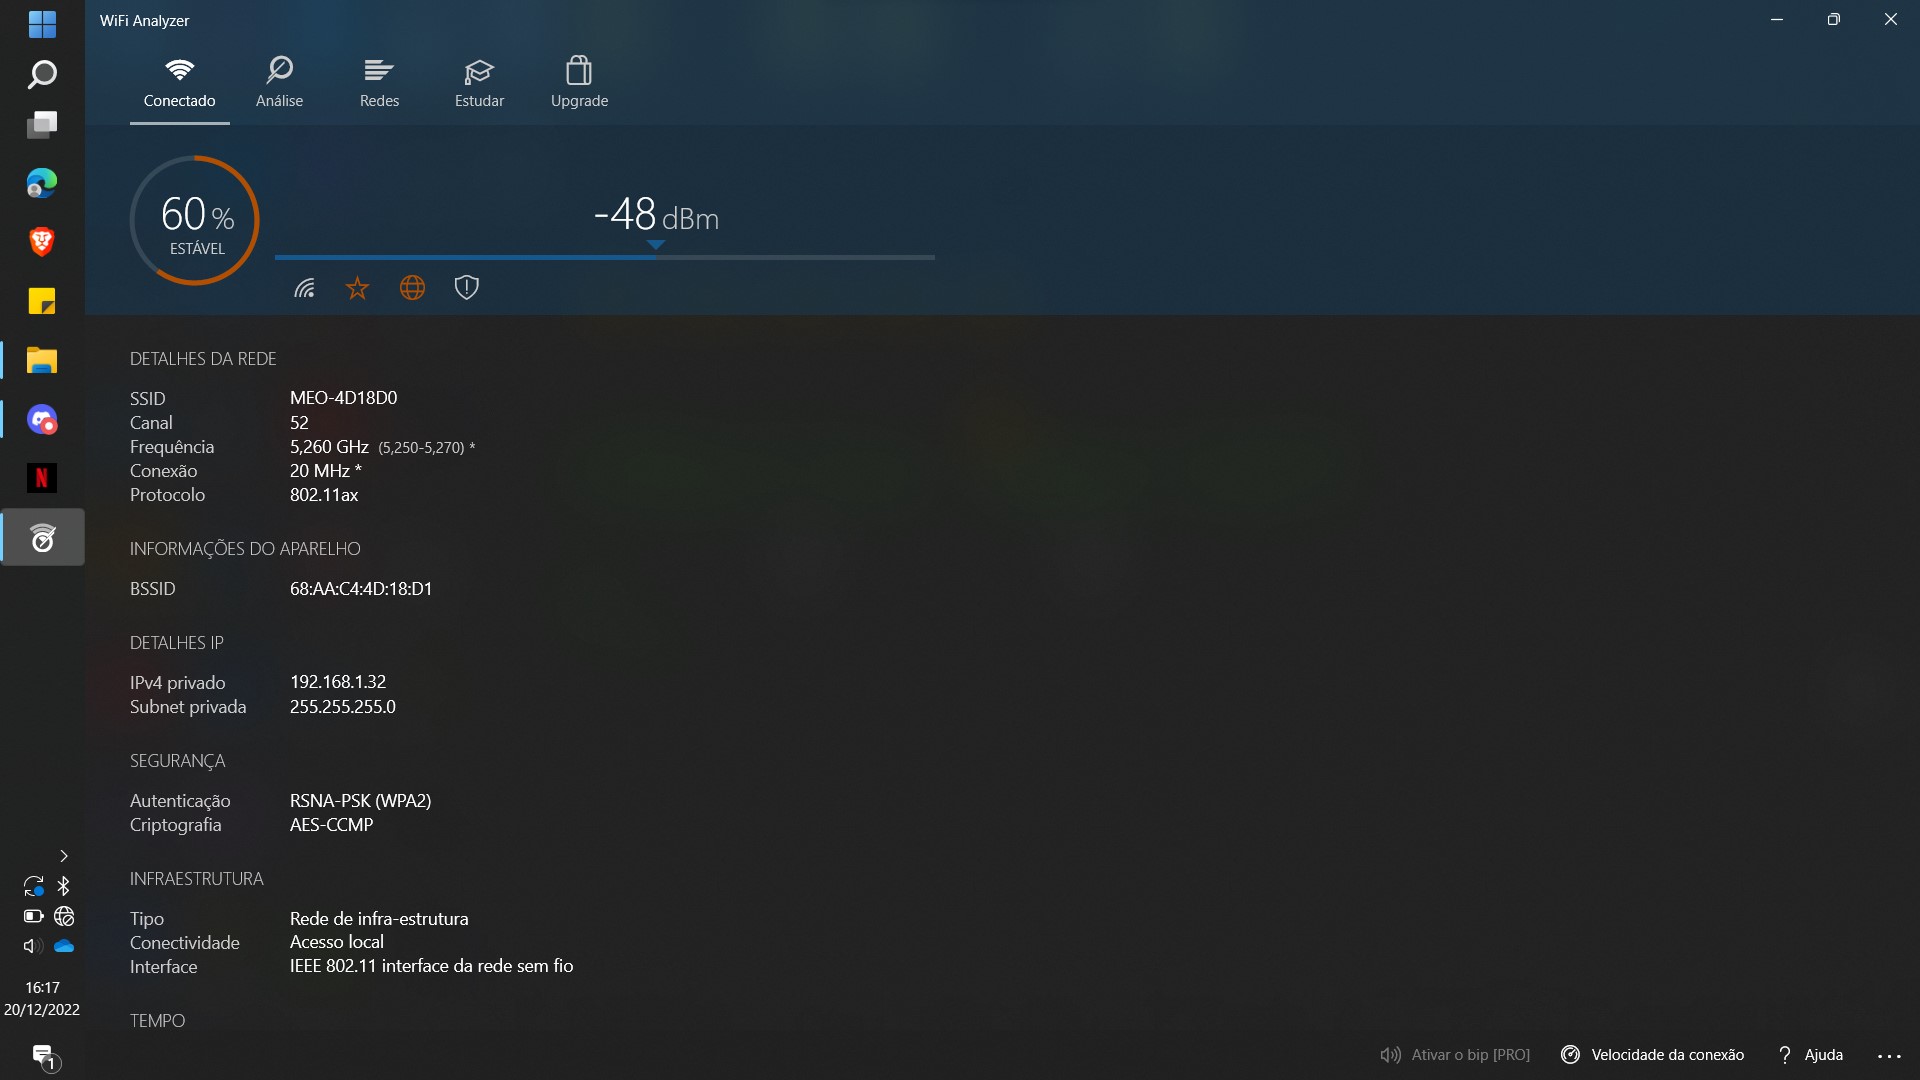 WiFi Analyzer
Conectado
Análise
Redes
Estudar
Upgrade
60 %
ESTÁVEL
-48 dBm
DETALHES DA REDE
SSID MEO-4D18D0
Canal 52
Frequência 5,260 GHz (5,250-5,270) *
Conexão 20 MHz *
Protocolo 802.11ax
INFORMAÇÕES DO APARELHO
BSSID 68:AA:C4:4D:18:D1
DETALHES IP
IPv4 privado 192.168.1.32
Subnet privada 255.255.255.0
SEGURANÇA
Autenticação RSNA-PSK (WPA2)
Criptografia AES-CCMP
INFRAESTRUTURA
Tipo Rede de infra-estrutura
Conectividade Acesso local
Interface IEEE 802.11 interface da rede sem fio
TEMPO
N
16:17
20/12/2022
1
Ativar o bip [PRO]
Velocidade da conexão
? Ajuda
...